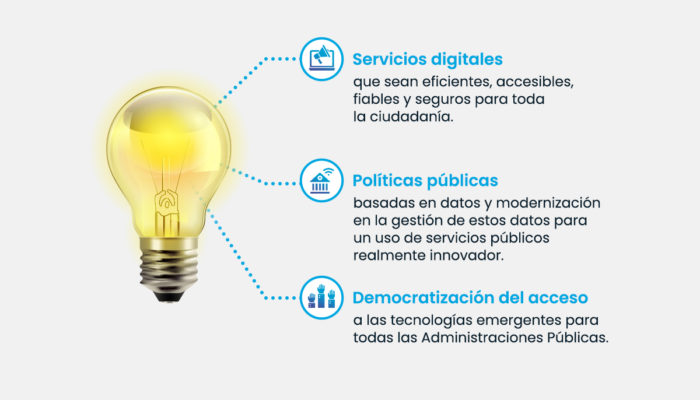 Servicios digitales
que sean eficientes, accesibles,
fiables y seguros para toda
la ciudadanía.
Políticas públicas
basadas en datos y modernización
en la gestión de estos datos para
un uso de servicios públicos
realmente innovador.
Democratización del acceso
a las tecnologías emergentes para
todas las Administraciones Públicas.